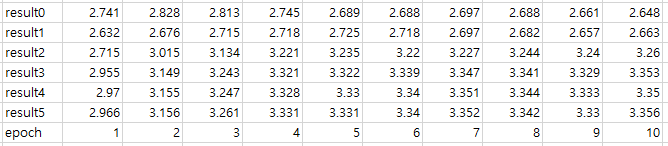 result0 2.741 2.828 2.813 2.745 2.689 2.688 2.697 2.688 2.661 2.648
result1 2.632 2.676 2.715 2.718 2.725 2.718 2.697 2.682 2.657 2.663
result2 2.715 3.015 3.134 3.221 3.235 3.22 3.227 3.244 3.24 3.26
result3 2.955 3.149 3.243 3.321 3.322 3.339 3.347 3.341 3.329 3.353
result4 2.97 3.155 3.247 3.328 3.33 3.34 3.351 3.344 3.333 3.35
result5 2.966 3.156 3.261 3.331 3.331 3.34 3.352 3.342 3.33 3.356
epoch 1 2 3 4 5 6 7 8 9 10